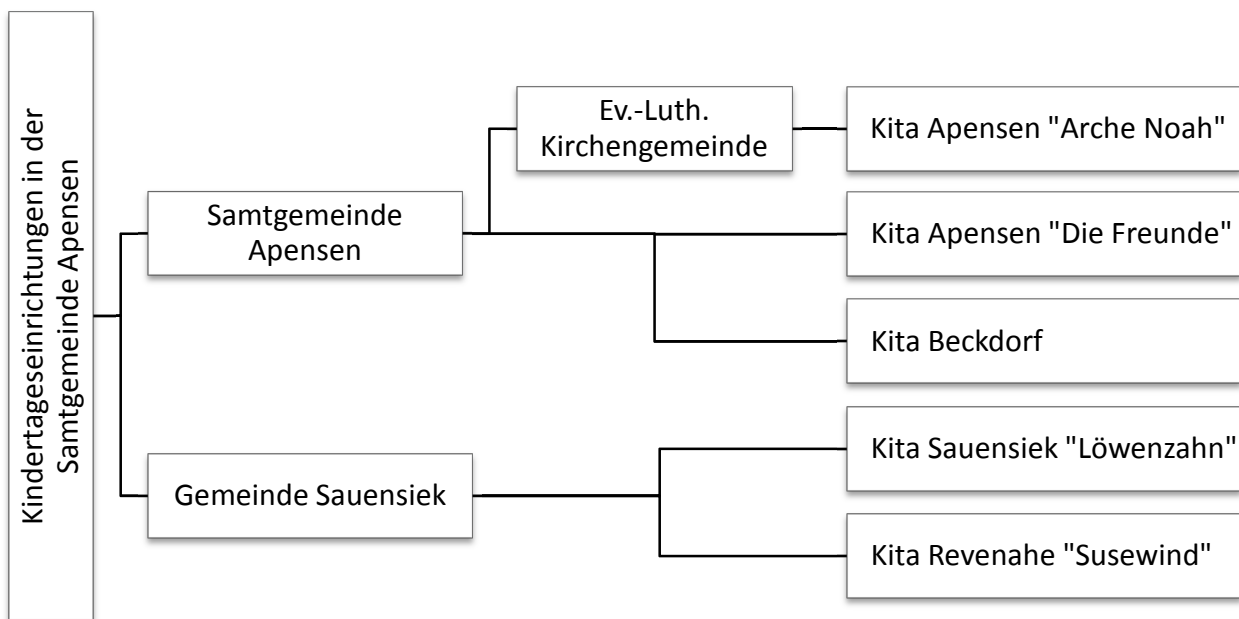 Kindertageseinrichtungen in der
Samtgemeinde Apensen
Samtgemeinde
Apensen
Ev.-Luth.
Kirchengemeinde
Kita Apensen "Arche Noah"
Kita Apensen "Die Freunde"
Kita Beckdorf
Gemeinde Sauensiek
Kita Sauensiek "Löwenzahn"
Kita Revenahe "Susewind"